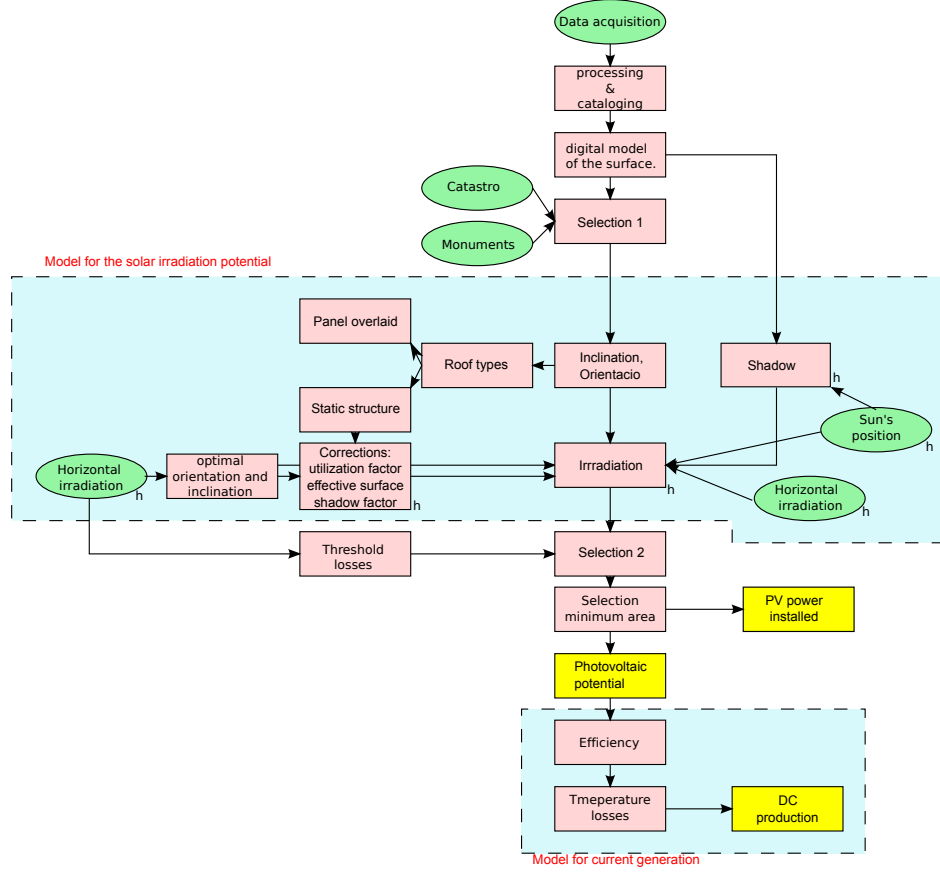 Data acquisition
processing
&
cataloging
digital model
of the surface.
Catastro
Monuments
Selection 1
Model for the solar irradiation potential
Panel overlaid
Roof types
Inclination,
Orientacio
Shadow
h
Static structure
Sun's
position
h
Horizontal
irradiation
h
optimal
orientation and
inclination
Corrections:
utilization factor
effective surface
shadow factor
h
Irrradiation
h
Horizontal
irradiation
h
Threshold
losses
Selection 2
Selection
minimum area
PV power
installed
Photovoltaic
potential
Efficiency
Tmeperature
losses
DC
production
Model for current generation